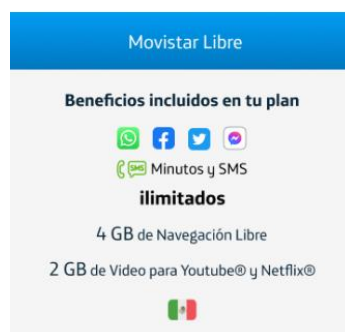 Movistar Libre
Beneficios incluidos en tu plan
SMS Minutos y SMS
ilimitados
4 GB de Navegación Libre
2 GB de Video para Youtube® y Netflix®